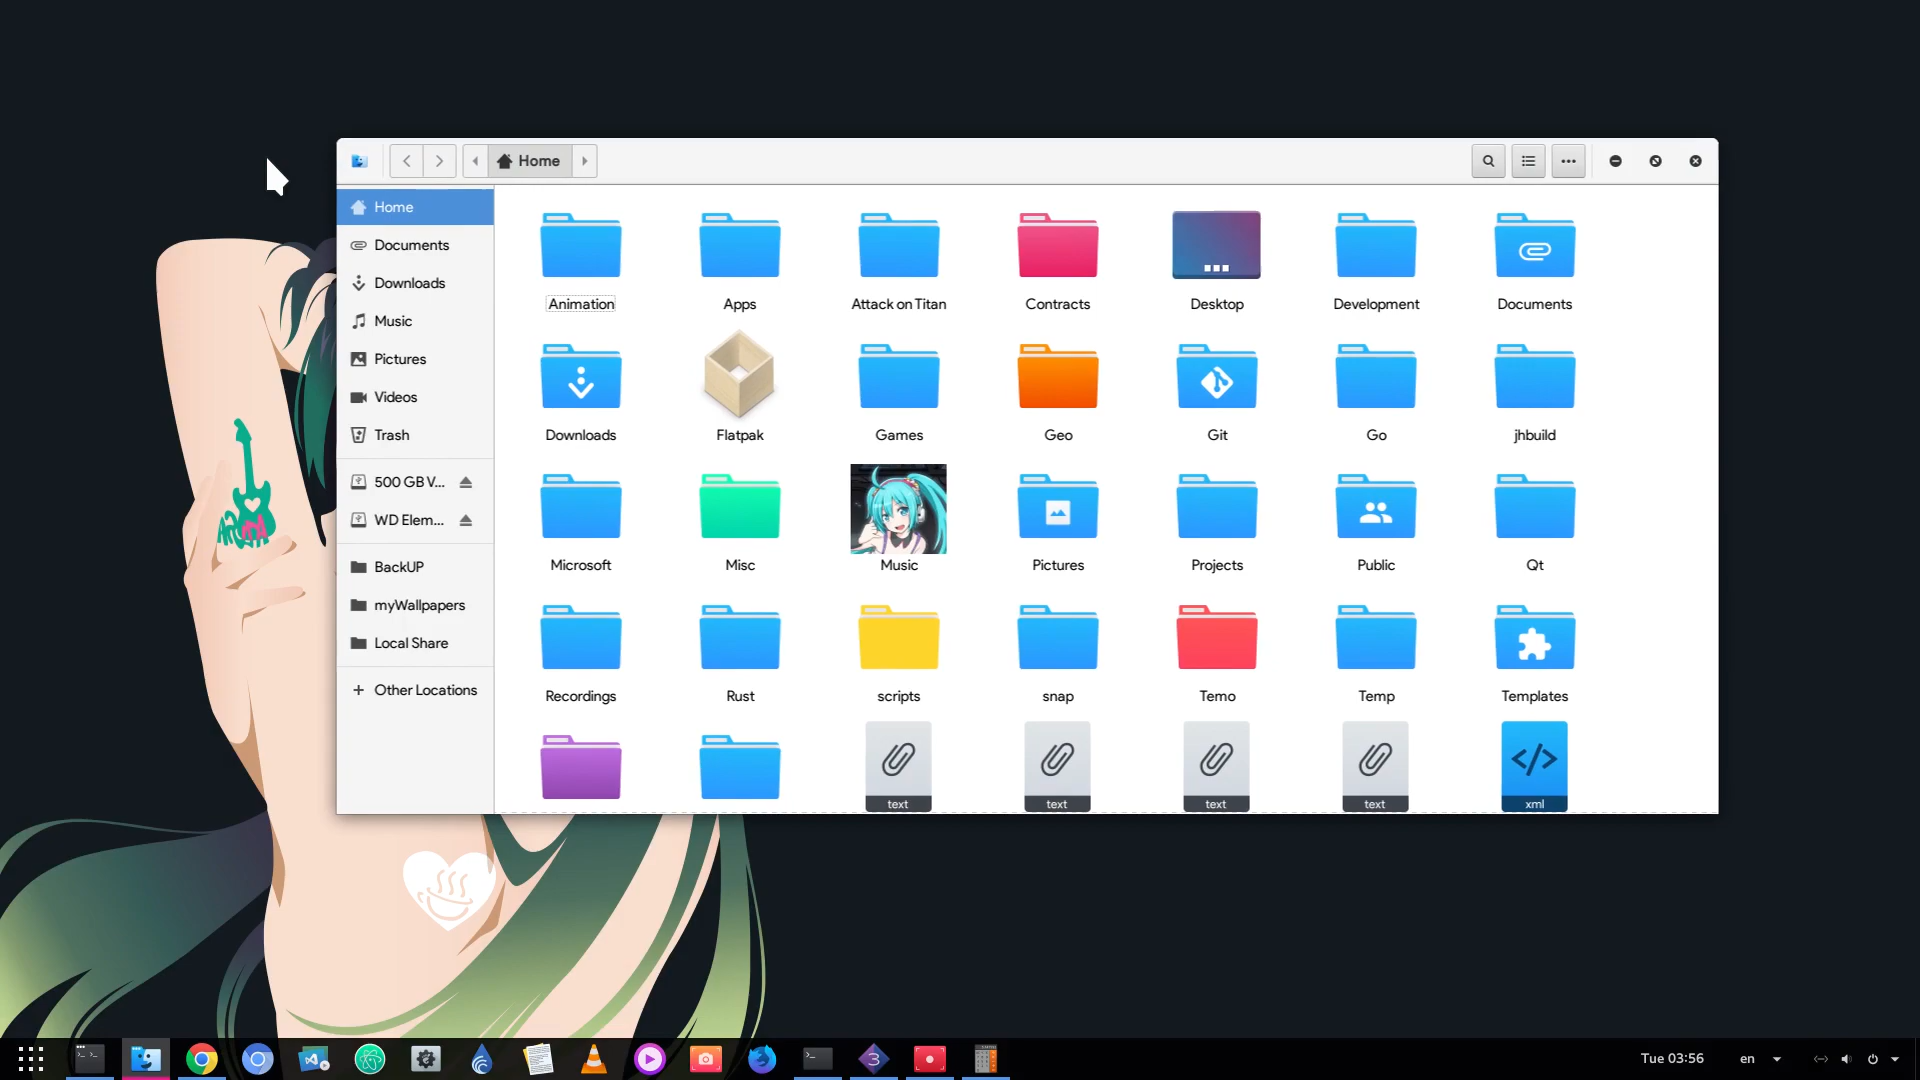 Home
Home
Documents
Downloads
Music
Pictures
Videos
Trash
500 GB V...
WD Elem...
BackUP
myWallpapers
Local Share
Other Locations
Animation
Apps
Attack on Titan
Contracts
Desktop
Development
Documents
Downloads
Flatpak
Games
Geo
Git
Go
jhbuild
Microsoft
Misc
Music
Pictures
Projects
Public
Qt
Recordings
Rust
scripts
snap
Temo
Temp
Templates
text
text
text
text
</>
xml
3
Tue 03:56
en